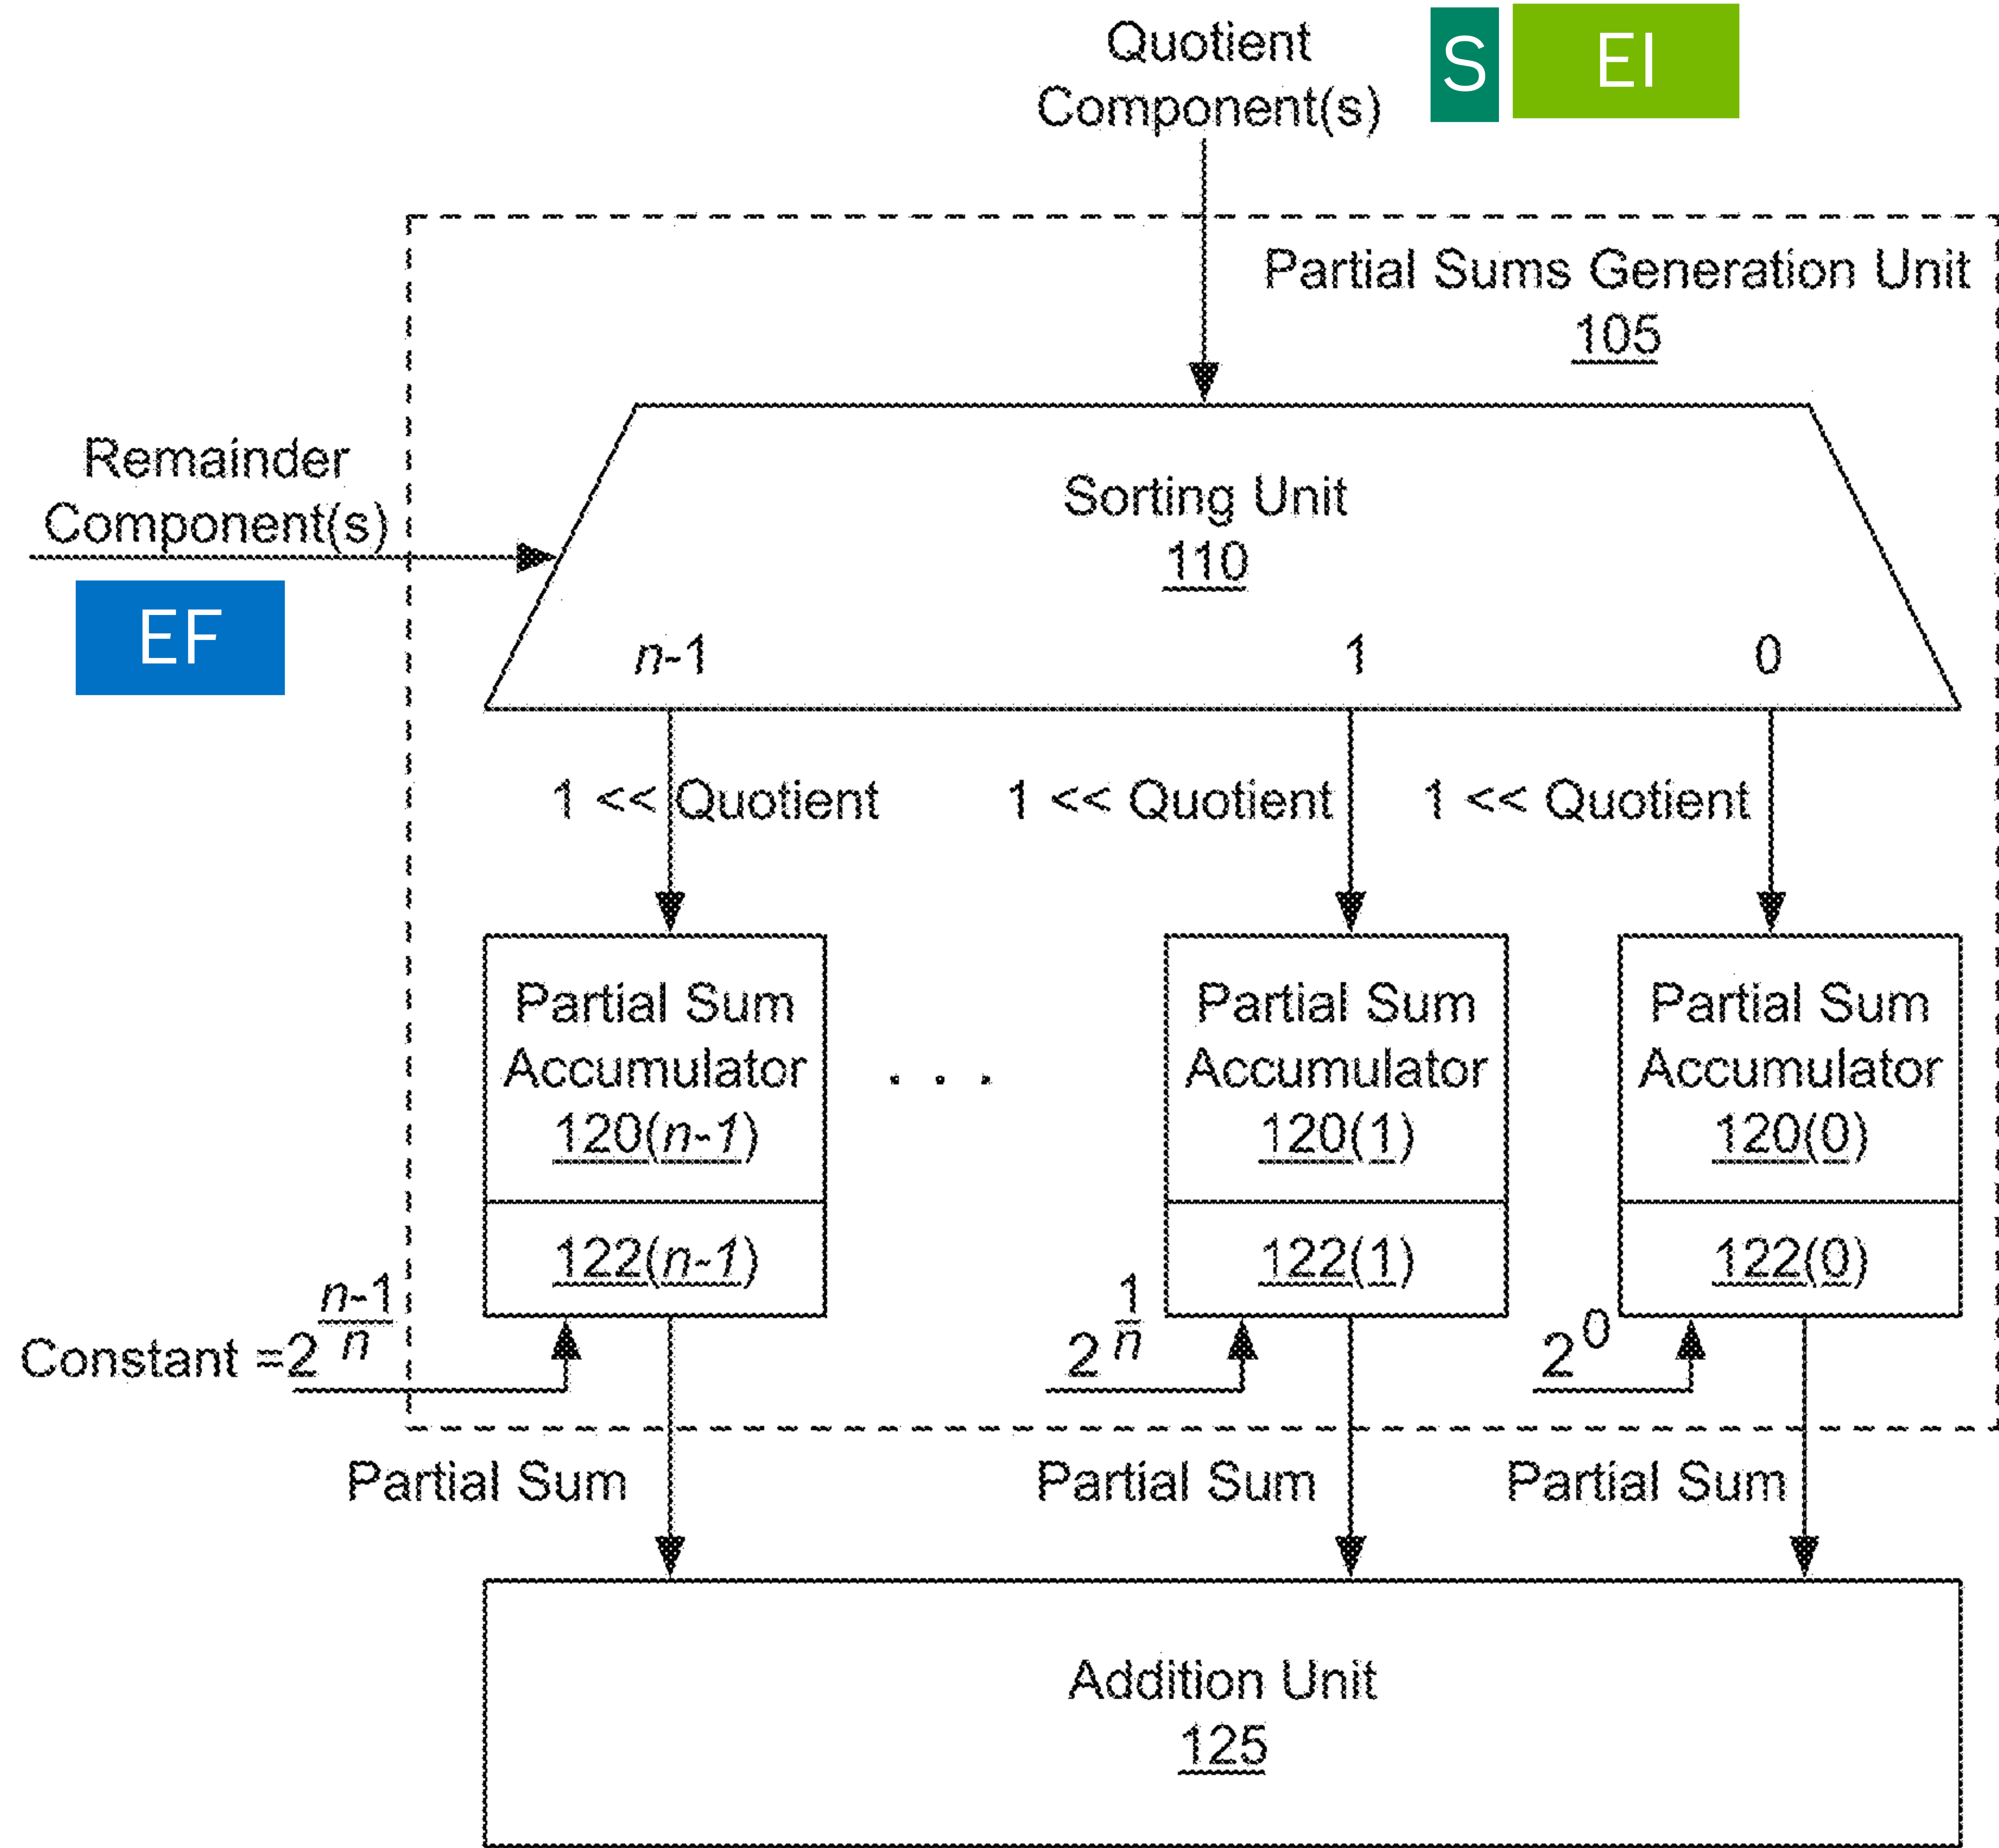 Quotient
Component(s)
S
EI
Partial Sums Generation Unit
105
Remainder
Component(s)
EF
Sorting Unit
110
n-1
1
0
1 << Quotient
1 << Quotient
1 << Quotient
Partial Sum
Accumulator
120(n-1)
122(n-1)
. . .
Partial Sum
Accumulator
120(1)
122(1)
Partial Sum
Accumulator
120(0)
122(0)
Constant =2^{\frac{n-1}{n}}
2^{\frac{1}{n}}
2^0
Partial Sum
Partial Sum
Partial Sum
Addition Unit
125